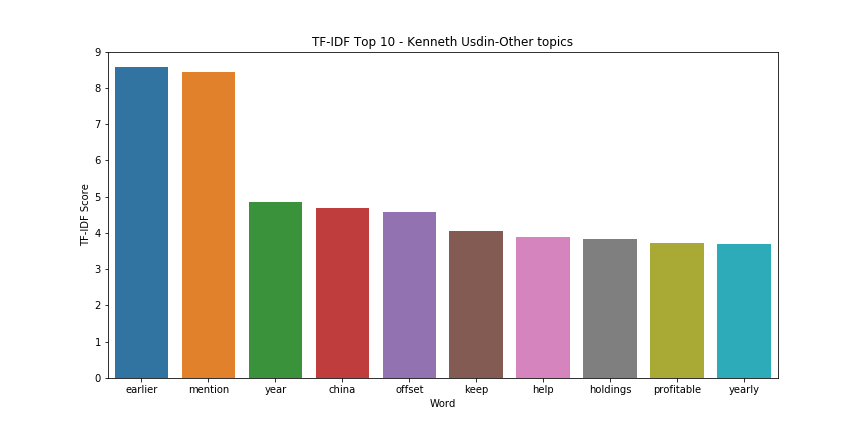 TF-IDF Top 10 - Kenneth Usdin-Other topics
9
8
7
6
5
4
3
2
1
0
TF-IDF Score
earlier mention year china offset keep help holdings profitable yearly
Word